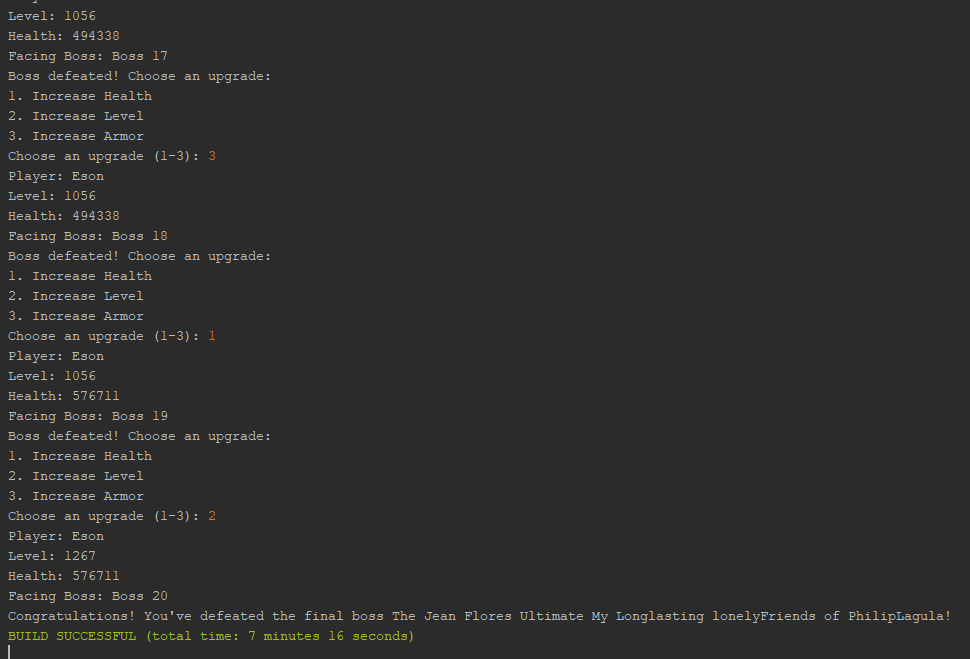 Level: 1056
Health: 494338
Facing Boss: Boss 17
Boss defeated! Choose an upgrade:
1. Increase Health
2. Increase Level
3. Increase Armor
Choose an upgrade (1-3): 3
Player: Eson
Level: 1056
Health: 494338
Facing Boss: Boss 18
Boss defeated! Choose an upgrade:
1. Increase Health
2. Increase Level
3. Increase Armor
Choose an upgrade (1-3): 1
Player: Eson
Level: 1056
Health: 576711
Facing Boss: Boss 19
Boss defeated! Choose an upgrade:
1. Increase Health
2. Increase Level
3. Increase Armor
Choose an upgrade (1-3): 2
Player: Eson
Level: 1267
Health: 576711
Facing Boss: Boss 20
Congratulations! You've defeated the final boss The Jean Flores Ultimate My Longlasting lonelyFriends of PhilipLagula!
BUILD SUCCESSFUL (total time: 7 minutes 16 seconds)